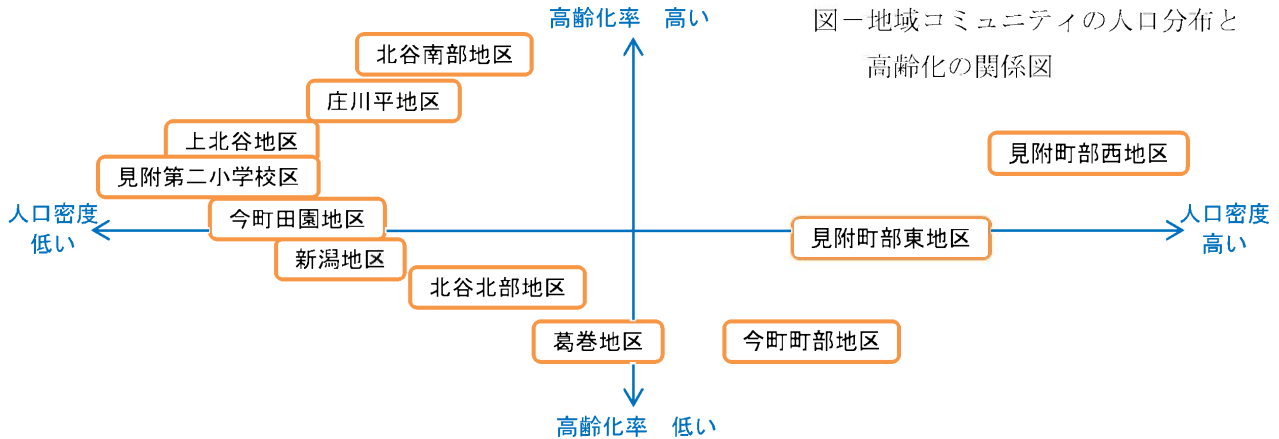 高齢化率　高い
図－地域コミュニティの人口分布と
高齢化の関係図
北谷南部地区
庄川平地区
上北谷地区
見附町部西地区
見附第二小学校区
人口密度
低い
今町田園地区
人口密度
高い
見附町部東地区
新潟地区
北谷北部地区
葛巻地区
今町町部地区
高齢化率　低い